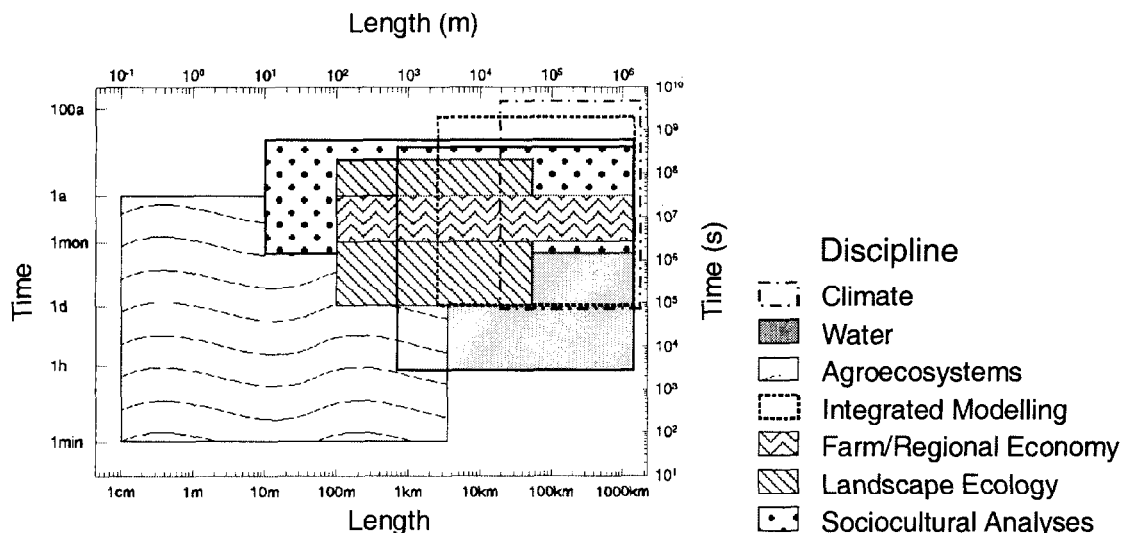 Length (m)
10⁻¹ 10⁰ 10¹ 10² 10³ 10⁴ 10⁵ 10⁶
100a
1a
1mon
1d
1h
1min
Time
10¹⁰
10⁹
10⁸
10⁷
10⁶
10⁵
10⁴
10³
10²
10¹
Time (s)
1cm 1m 10m 100m 1km 10km 100km 1000km
Length
Discipline
Climate
Water
Agroecosystems
Integrated Modelling
Farm/Regional Economy
Landscape Ecology
Sociocultural Analyses